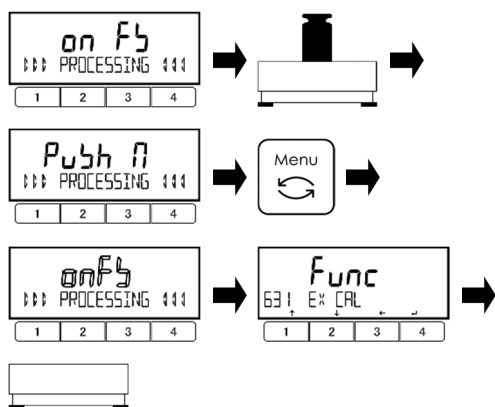 on FS
PROCESSING
1 2 3 4
Push M
PROCESSING
1 2 3 4
Menu
onFS
PROCESSING
1 2 3 4
Func
631 EX CAL
1 2 3 4